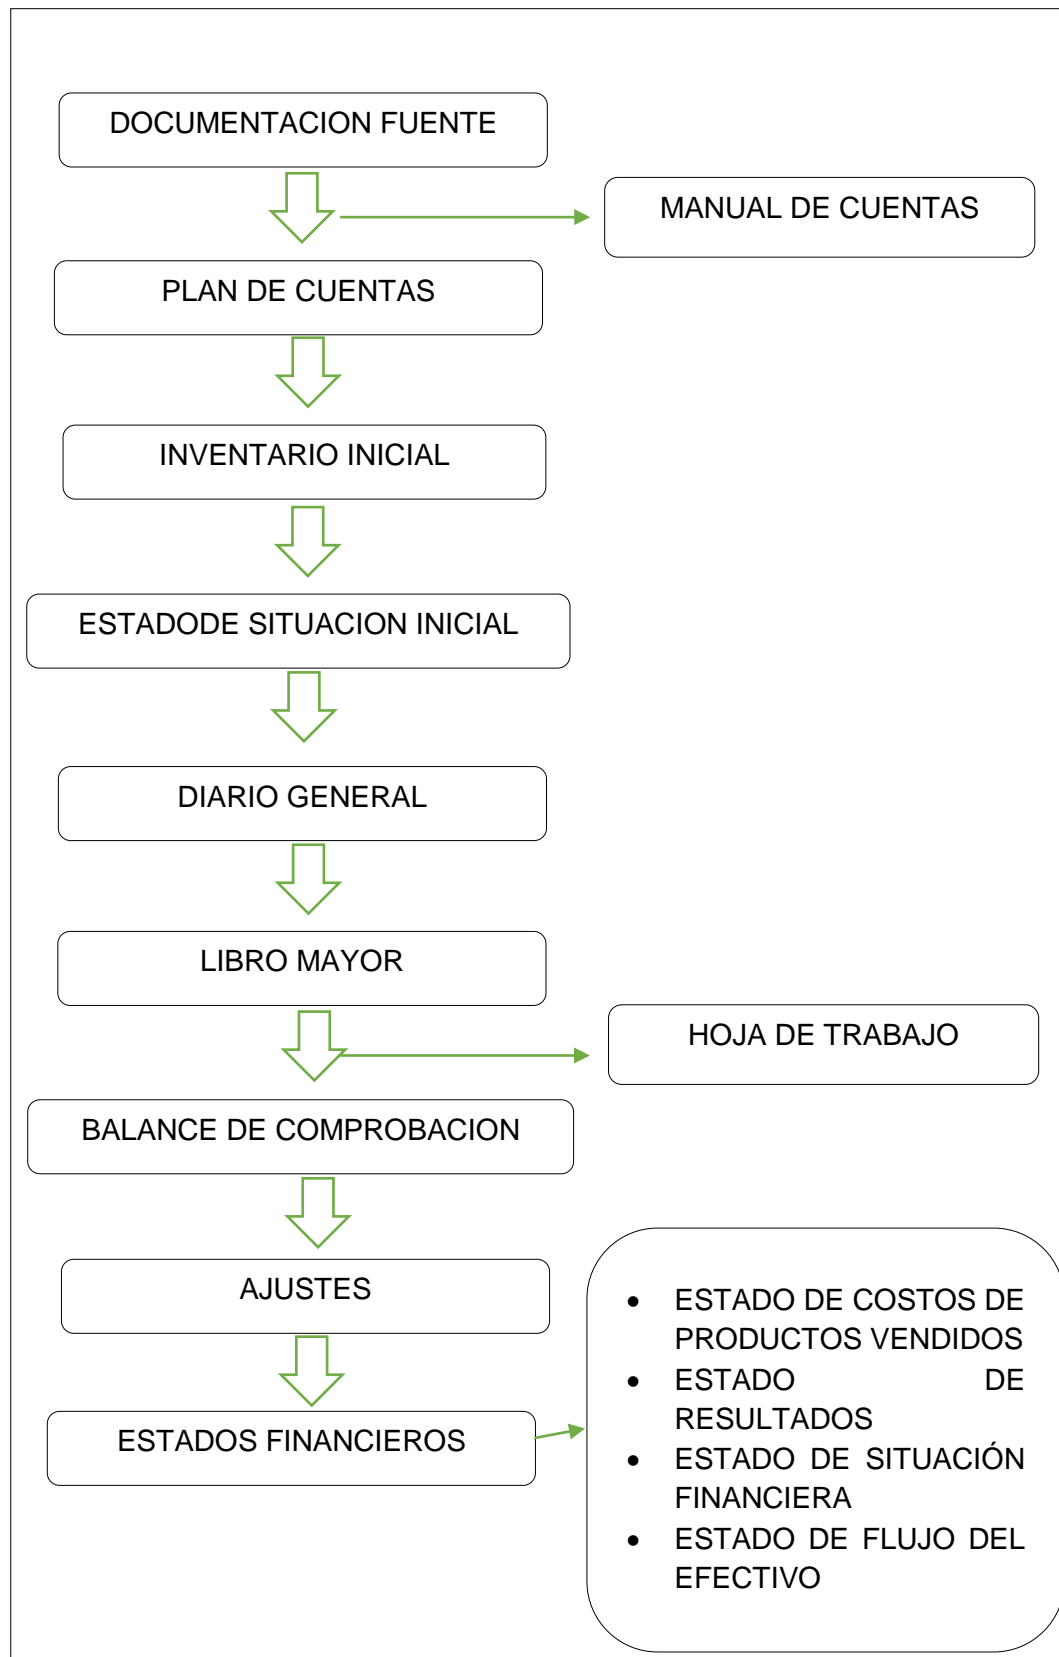 DOCUMENTACION FUENTE
MANUAL DE CUENTAS
PLAN DE CUENTAS
INVENTARIO INICIAL
ESTADODE SITUACION INICIAL
DIARIO GENERAL
LIBRO MAYOR
HOJA DE TRABAJO
BALANCE DE COMPROBACION
AJUSTES
ESTADOS FINANCIEROS
• ESTADO DE COSTOS DE
PRODUCTOS VENDIDOS
• ESTADO DE
RESULTADOS
• ESTADO DE SITUACIÓN
FINANCIERA
• ESTADO DE FLUJO DEL
EFECTIVO